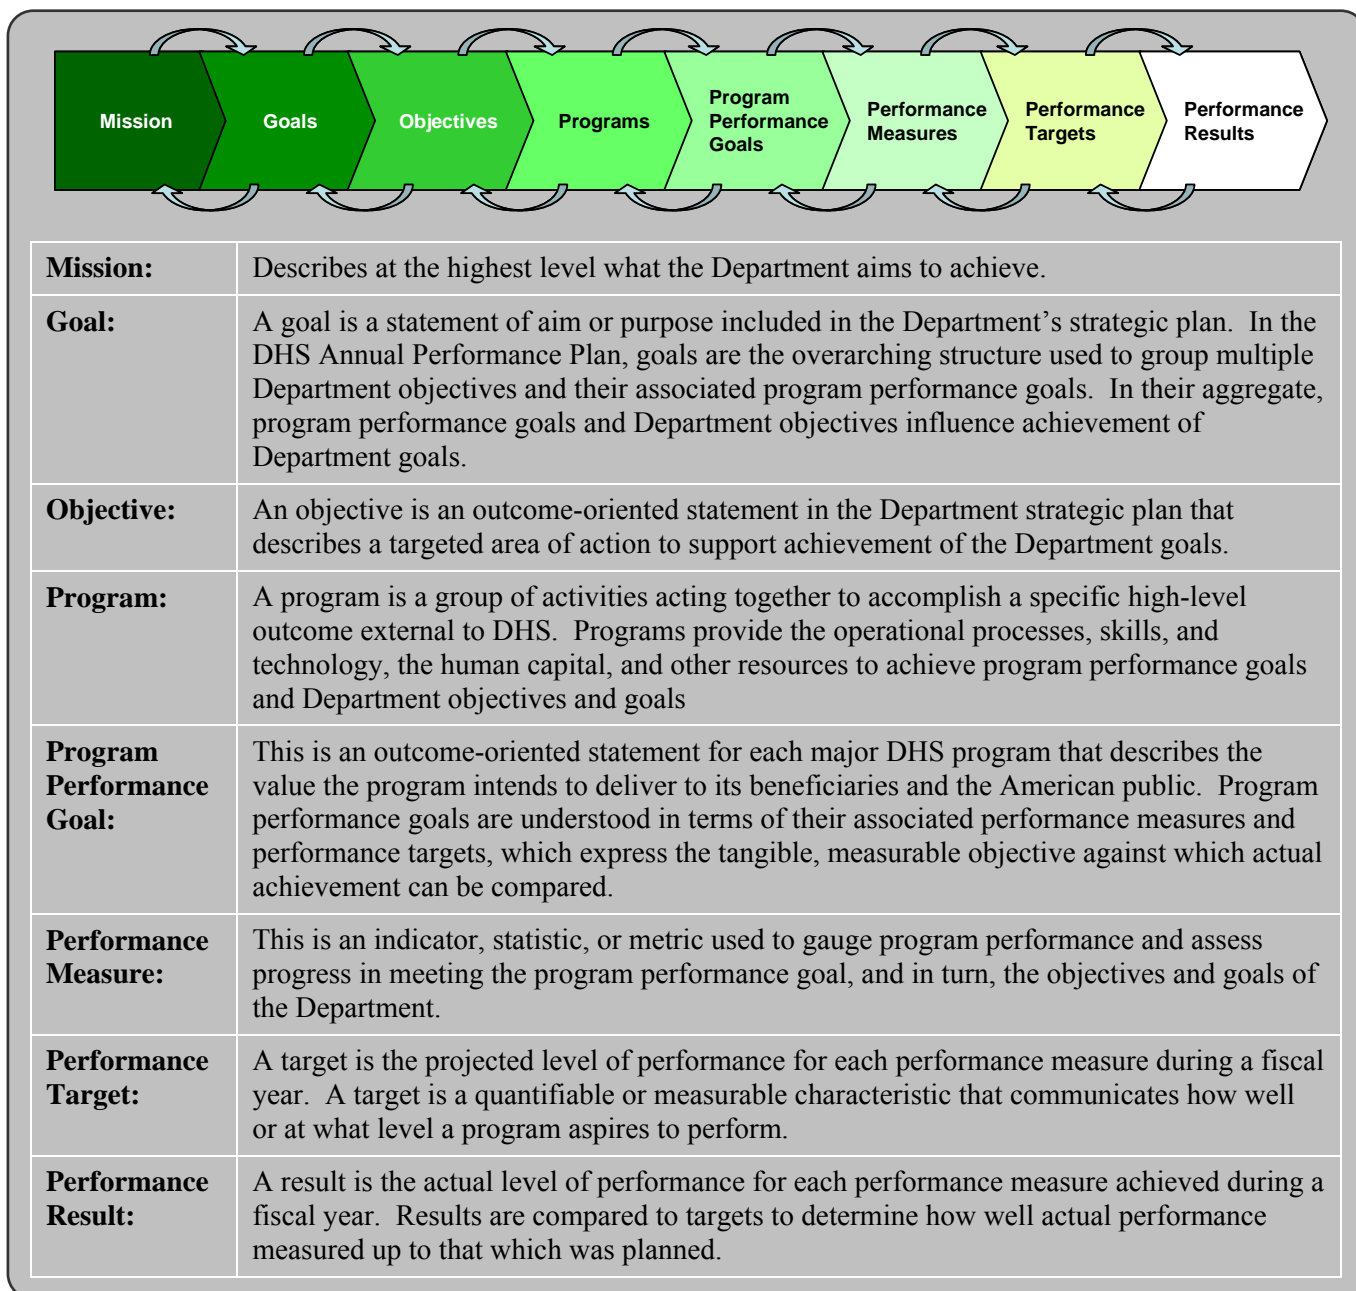 Mission
Goals
Objectives
Programs
Program
Performance
Goals
Performance
Measures
Performance
Targets
Performance
Results
Mission:
Describes at the highest level what the Department aims to achieve.
Goal:
A goal is a statement of aim or purpose included in the Department’s strategic plan.  In the
DHS Annual Performance Plan, goals are the overarching structure used to group multiple
Department objectives and their associated program performance goals.  In their aggregate,
program performance goals and Department objectives influence achievement of
Department goals.
Objective:
An objective is an outcome-oriented statement in the Department strategic plan that
describes a targeted area of action to support achievement of the Department goals.
Program:
A program is a group of activities acting together to accomplish a specific high-level
outcome external to DHS.  Programs provide the operational processes, skills, and
technology, the human capital, and other resources to achieve program performance goals
and Department objectives and goals
Program
Performance
Goal:
This is an outcome-oriented statement for each major DHS program that describes the
value the program intends to deliver to its beneficiaries and the American public.  Program
performance goals are understood in terms of their associated performance measures and
performance targets, which express the tangible, measurable objective against which actual
achievement can be compared.
Performance
Measure:
This is an indicator, statistic, or metric used to gauge program performance and assess
progress in meeting the program performance goal, and in turn, the objectives and goals of
the Department.
Performance
Target:
A target is the projected level of performance for each performance measure during a fiscal
year.  A target is a quantifiable or measurable characteristic that communicates how well
or at what level a program aspires to perform.
Performance
Result:
A result is the actual level of performance for each performance measure achieved during a
fiscal year.  Results are compared to targets to determine how well actual performance
measured up to that which was planned.